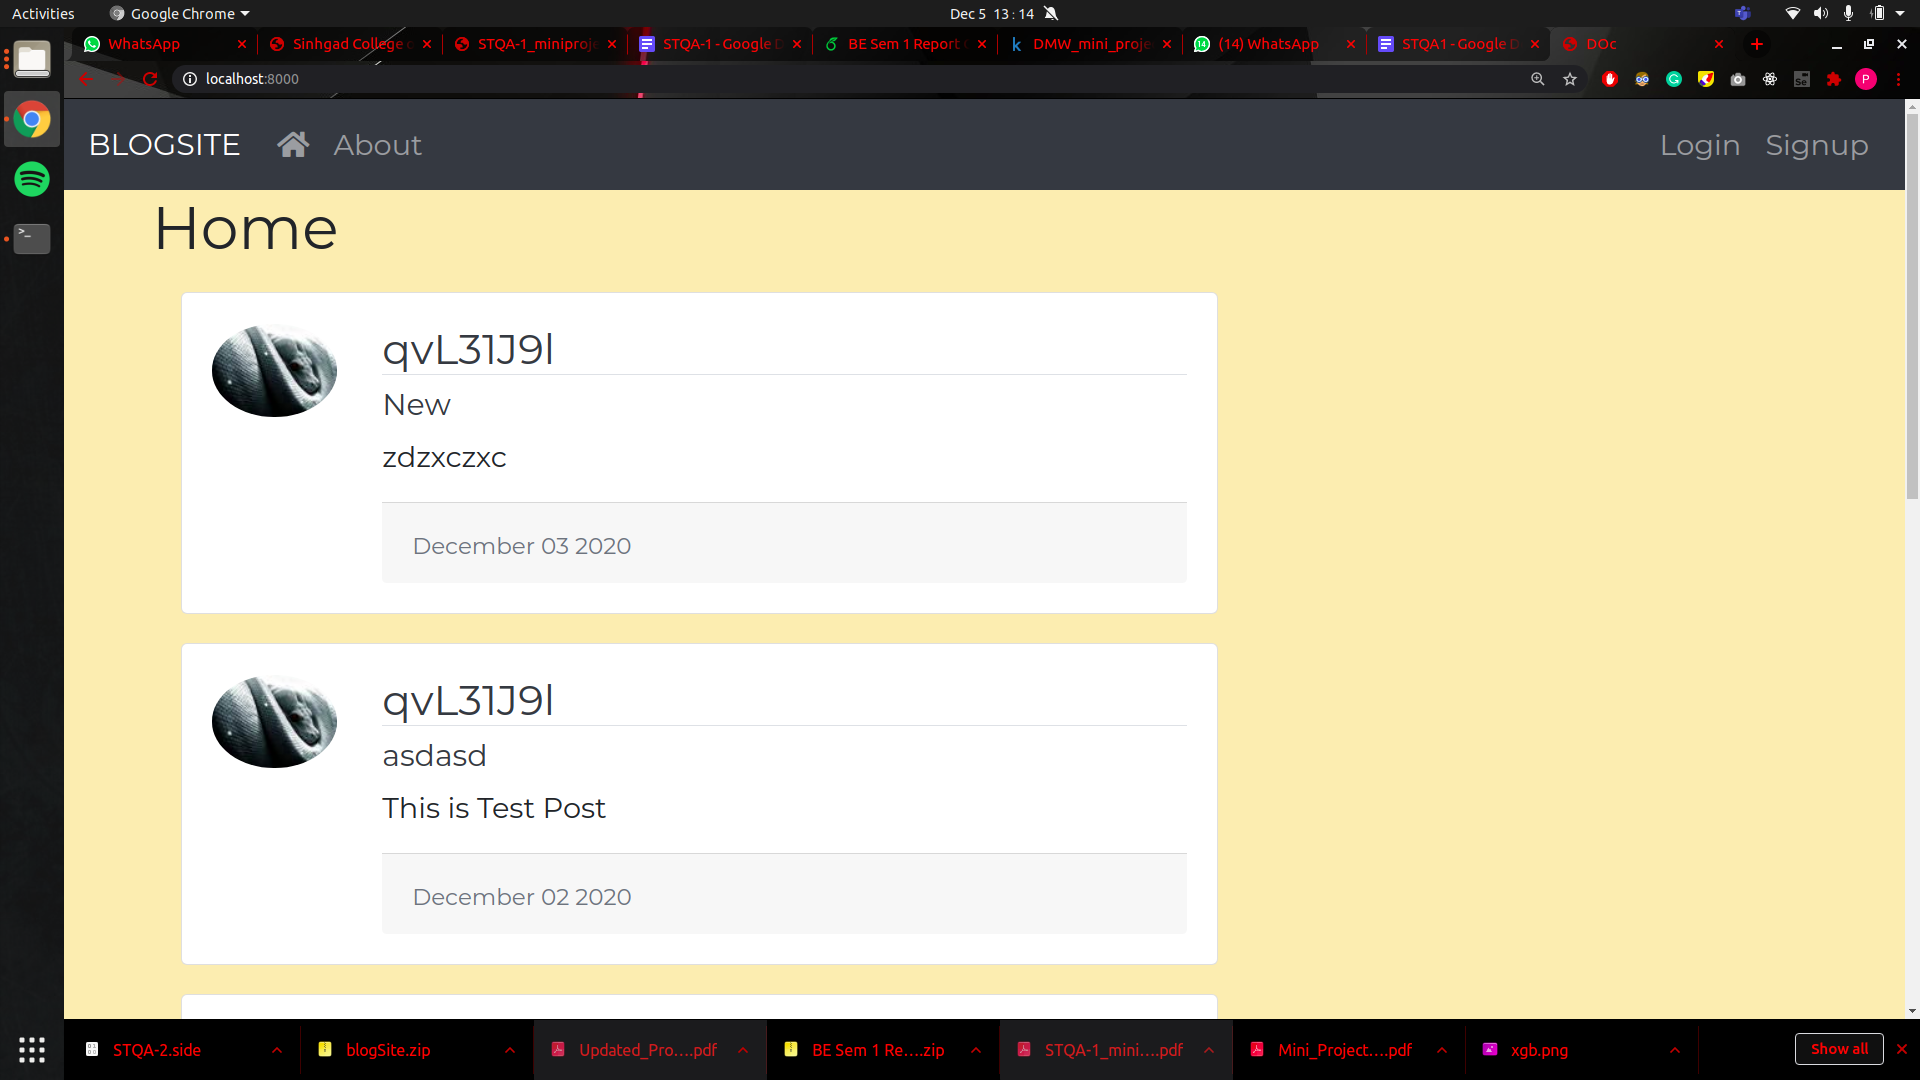 Activities Google Chrome Dec 5 13:14
WhatsApp Sinhgad College STQA-1_miniproje STQA-1 - Google D BE Sem 1 Report DMW_mini_proje (14) WhatsApp STQA1 - Google D DOc
localhost:8000
BLOGSITE About Login Signup
Home
qvL31J9l
New
zdzxczxc
December 03 2020
qvL31J9l
asdasd
This is Test Post
December 02 2020
STQA-2.side blogSite.zip Updated_Pro....pdf BE Sem 1 Re....zip STQA-1_mini....pdf Mini_Project....pdf xgb.png Show all